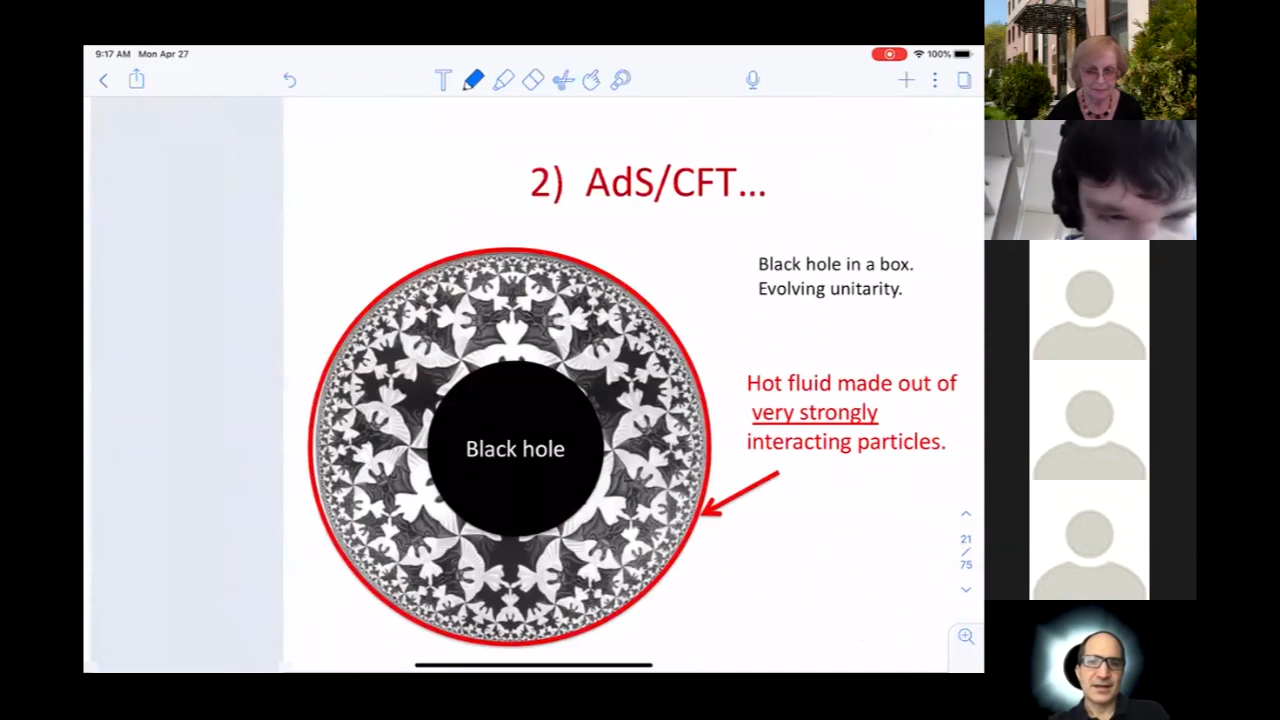 9:17 AM Mon Apr 27
100%
2) AdS/CFT...
Black hole in a box.
Evolving unitarity.
Hot fluid made out of
very strongly
interacting particles.
Black hole
21
/
75